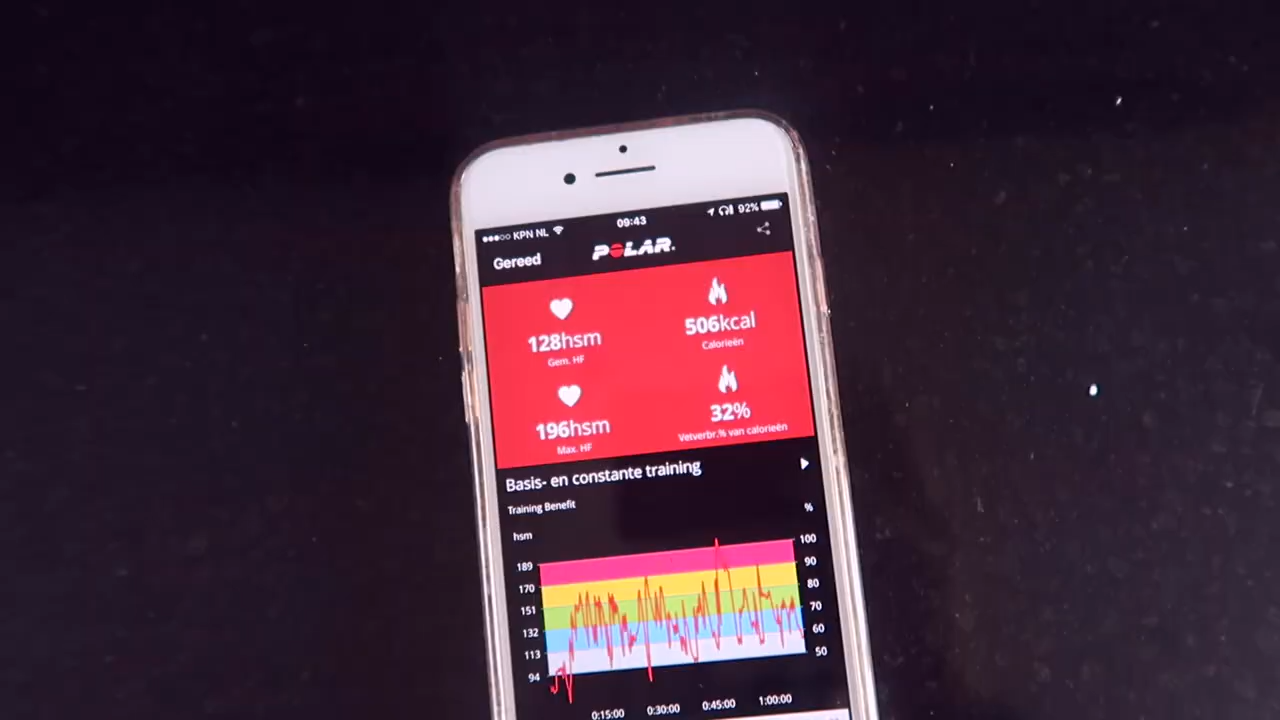 KPN NL 09:43 92%
Gereed POLAR
128hsm 506kcal
Gem. HF Calorieën
196hsm 32%
Max. HF Vetverbr.% van calorieën
Basis- en constante training
Training Benefit %
hsm
189 100
170 90
151 80
132 70
113 60
94 50
0:15:00 0:30:00 0:45:00 1:00:00